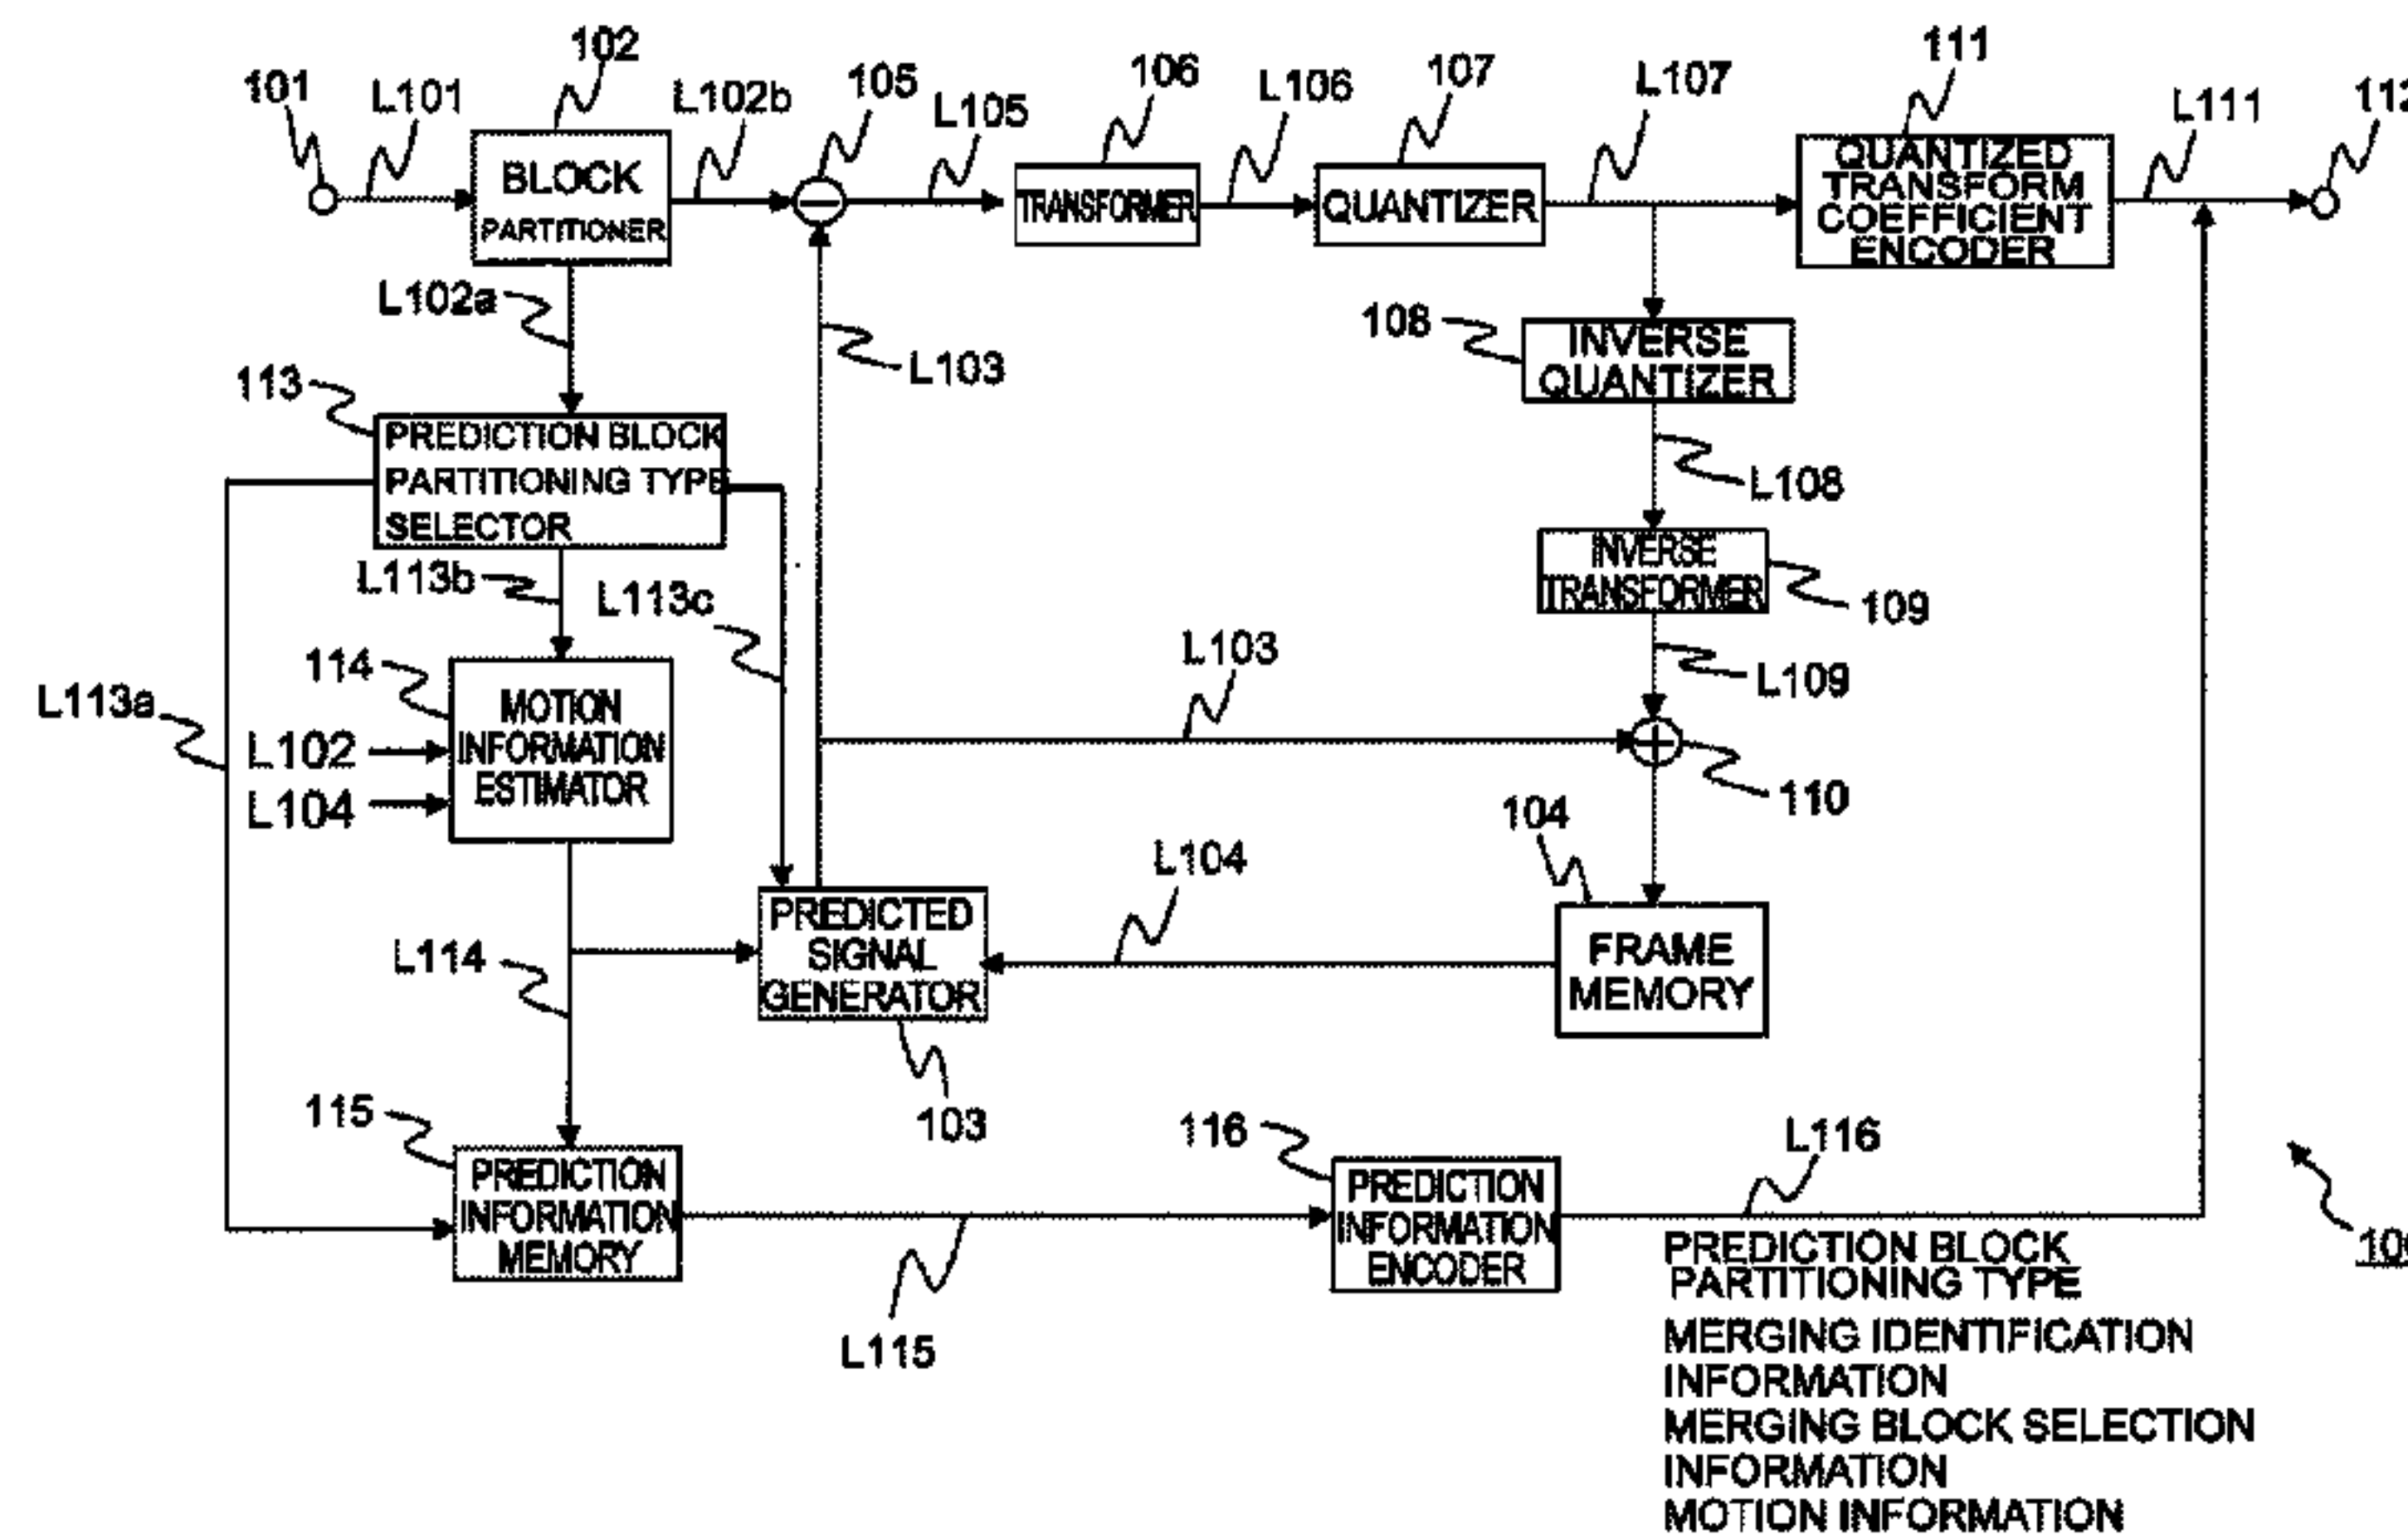 102
111
101
L101
L102b
105
L105
106
L106
107
L107
L111
112
BLOCK
PARTITIONER
TRANSFORMER
QUANTIZER
QUANTIZED
TRANSFORM
COEFFICIENT
ENCODER
L102a
L103
108
INVERSE
QUANTIZER
113
PREDICTION BLOCK
PARTITIONING TYPE
SELECTOR
L108
L113b
L113c
INVERSE
TRANSFORMER
109
L103
L109
114
L113a
MOTION
INFORMATION
ESTIMATOR
L102
L104
110
104
L104
PREDICTED
SIGNAL
GENERATOR
FRAME
MEMORY
L114
103
115
116
L116
PREDICTION
INFORMATION
MEMORY
PREDICTION
INFORMATION
ENCODER
L115
PREDICTION BLOCK
PARTITIONING TYPE
MERGING IDENTIFICATION
INFORMATION
MERGING BLOCK SELECTION
INFORMATION
MOTION INFORMATION